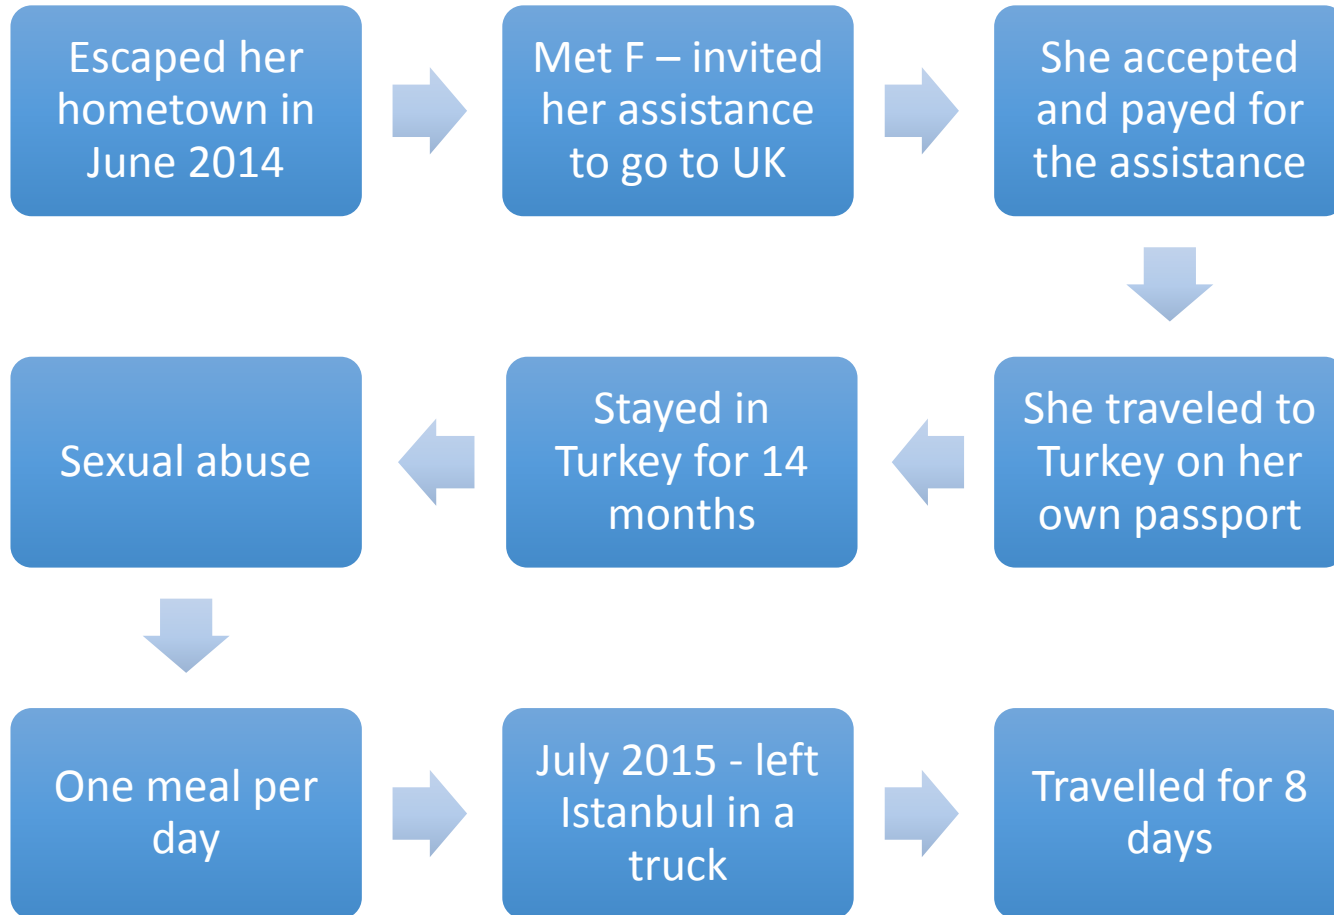 Escaped her
hometown in
June 2014
Met F – invited
her assistance
to go to UK
She accepted
and payed for
the assistance
She traveled to
Turkey on her
own passport
Stayed in
Turkey for 14
months
Sexual abuse
One meal per
day
July 2015 - left
Istanbul in a
truck
Travelled for 8
days